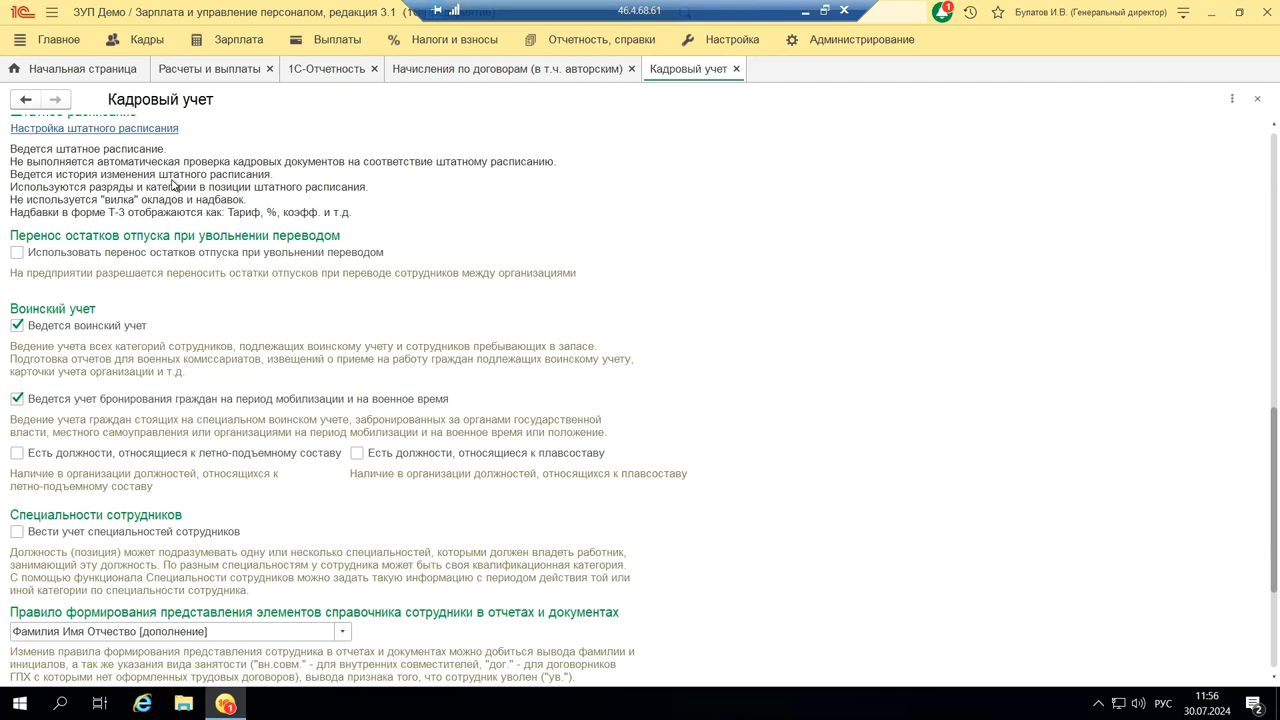 1С ЗУП Демо / Зарплата и управление персоналом, редакция 3.1 (1С
46.4.68.61
1
Булатов И.В. (Генеральный директор)
Главное
Кадры
Зарплата
Выплаты
Налоги и взносы
Отчетность, справки
Настройка
Администрирование
Начальная страница
Расчеты и выплаты
1С-Отчетность
Начисления по договорам (в т.ч. авторским)
Кадровый учет
Кадровый учет
Штатное расписание
Настройка штатного расписания
Ведется штатное расписание.
Не выполняется автоматическая проверка кадровых документов на соответствие штатному расписанию.
Ведется история изменения штатного расписания.
Используются разряды и категории в позиции штатного расписания.
Не используется "вилка" окладов и надбавок.
Надбавки в форме Т-3 отображаются как: Тариф, %, коэфф. и т.д.
Перенос остатков отпуска при увольнении переводом
Использовать перенос остатков отпуска при увольнении переводом
На предприятии разрешается переносить остатки отпусков при переводе сотрудников между организациями
Воинский учет
Ведется воинский учет
Ведение учета всех категорий сотрудников, подлежащих воинскому учету и сотрудников пребывающих в запасе.
Подготовка отчетов для военных комиссариатов, извещений о приеме на работу граждан подлежащих воинскому учету,
карточки учета организации и т.д.
Ведется учет бронирования граждан на период мобилизации и на военное время
Ведение учета граждан стоящих на специальном воинском учете, забронированных за органами государственной
власти, местного самоуправления или организациями на период мобилизации и на военное время или положение.
Есть должности, относящиеся к летно-подъемному составу
Есть должности, относящиеся к плавсоставу
Наличие в организации должностей, относящихся к
летно-подъемному составу
Наличие в организации должностей, относящихся к плавсоставу
Специальности сотрудников
Вести учет специальностей сотрудников
Должность (позиция) может подразумевать одну или несколько специальностей, которыми должен владеть работник,
занимающий эту должность. По разным специальностям у сотрудника может быть своя квалификационная категория.
С помощью функционала Специальности сотрудников можно задать такую информацию с периодом действия той или
иной категории по специальности сотрудника.
Правило формирования представления элементов справочника сотрудники в отчетах и документах
Фамилия Имя Отчество [дополнение]
Изменив правила формирования представления сотрудника в отчетах и документах можно добиться вывода фамилии и
инициалов, а так же указания вида занятости ("вн.совм." - для внутренних совместителей, "дог." - для договорников
ГПХ с которыми нет оформленных трудовых договоров), вывода признака того, что сотрудник уволен ("ув.").
1
РУС
11:56
30.07.2024
2